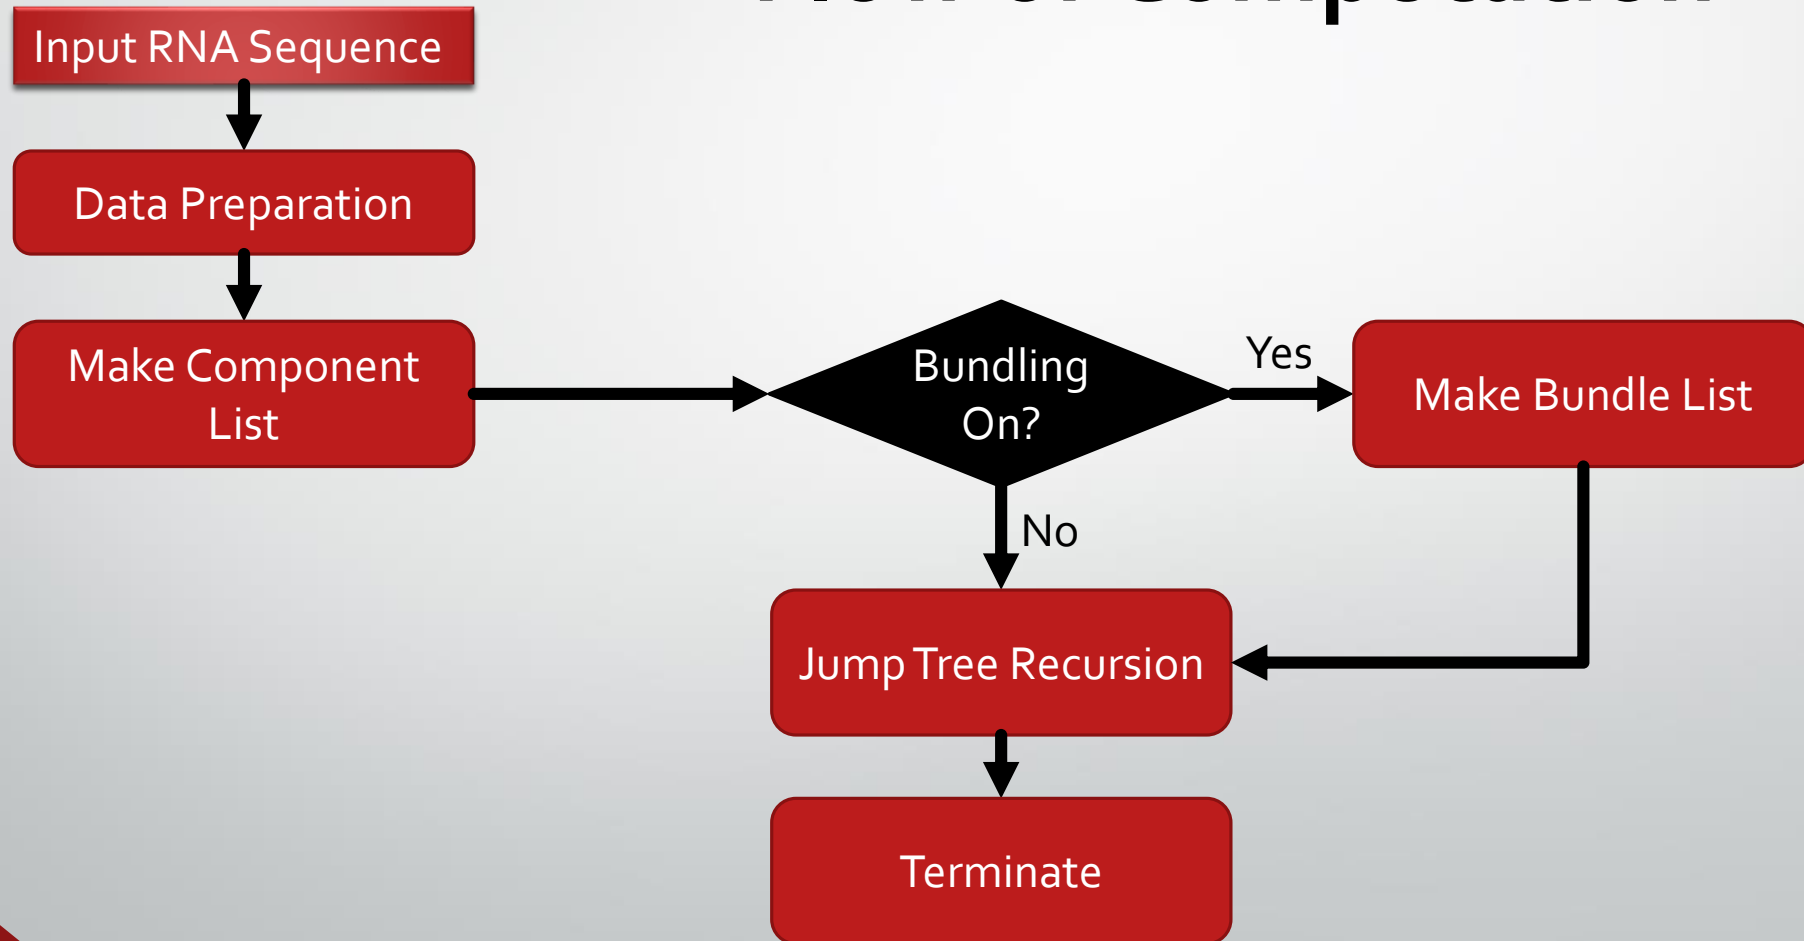 Input RNA Sequence
Data Preparation
Make Component
List
Bundling
On?
Yes
Make Bundle List
No
Jump Tree Recursion
Terminate